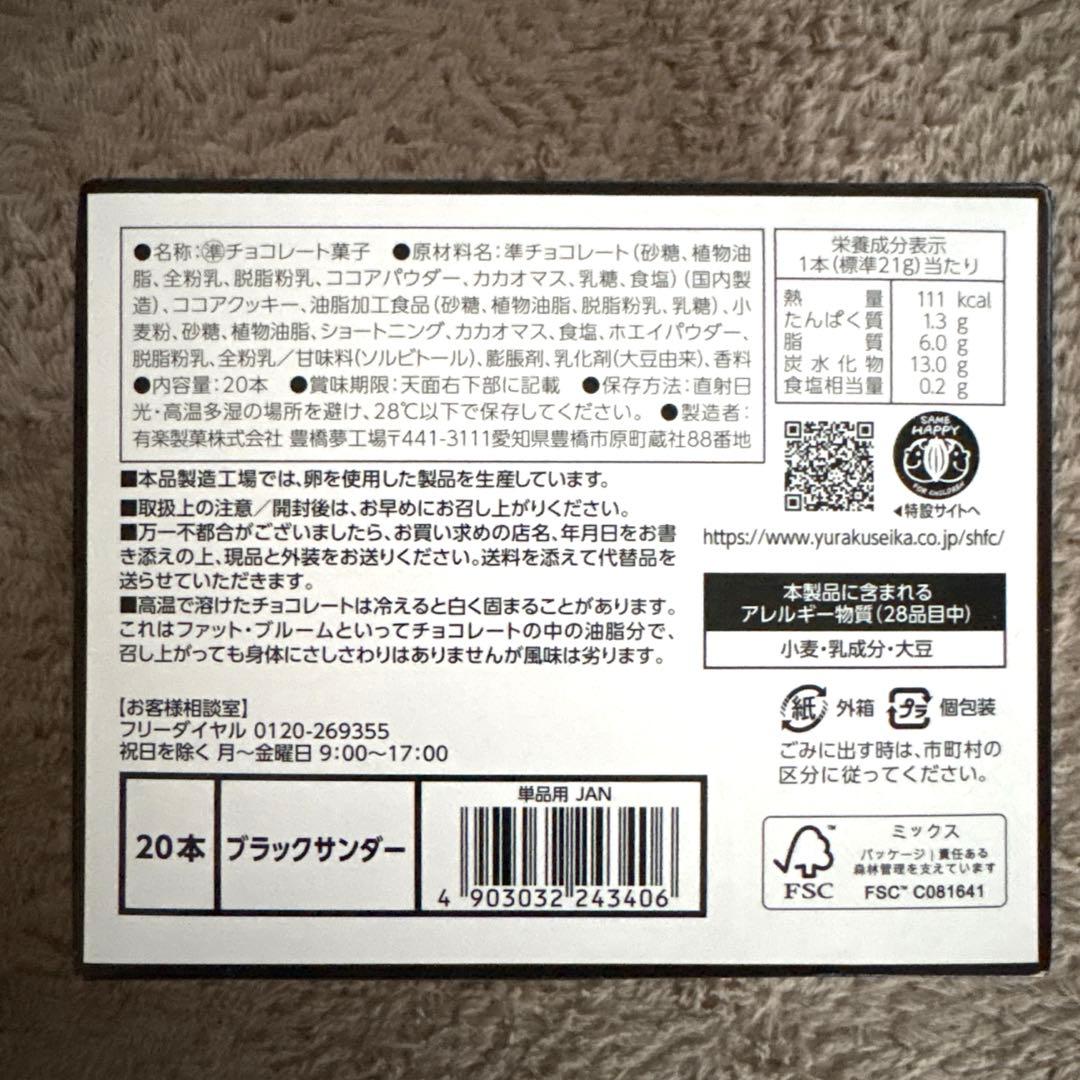 ●名称:㊜チョコレート菓子 ●原材料名:準チョコレート(砂糖、植物油
脂、全粉乳、脱脂粉乳、ココアパウダー、カカオマス、乳糖、食塩)(国内製
造)、ココアクッキー、油脂加工食品(砂糖、植物油脂、脱脂粉乳、乳糖)、小
麦粉、砂糖、植物油脂、ショートニング、カカオマス、食塩、ホエイパウダー、
脱脂粉乳、全粉乳/甘味料(ソルビトール)、膨脹剤、乳化剤(大豆由来)、香料
●内容量:20本 ●賞味期限:天面右下部に記載 ●保存方法:直射日
光・高温多湿の場所を避け、28℃以下で保存してください。 ●製造者:
有楽製菓株式会社 豊橋夢工場〒441-3111愛知県豊橋市原町蔵社88番地
栄養成分表示
1本(標準21g)当たり
熱量 111 kcal
たんぱく質 1.3 g
脂質 6.0 g
炭水化物 13.0 g
食塩相当量 0.2 g
SAME HAPPY
FOR CHILDREN
◀特設サイトへ
https://www.yurakuseika.co.jp/shfc/
■本品製造工場では、卵を使用した製品を生産しています。
■取扱上の注意/開封後は、お早めにお召し上がりください。
■万一不都合がございましたら、お買い求めの店名、年月日をお書
き添えの上、現品と外装をお送りください。送料を添えて代替品を
送らせていただきます。
■高温で溶けたチョコレートは冷えると白く固まることがあります。
これはファット・ブルームといってチョコレートの中の油脂分で、
召し上がっても身体にさしさわりはありませんが風味は劣ります。
本製品に含まれる
アレルギー物質(28品目中)
小麦・乳成分・大豆
【お客様相談室】
フリーダイヤル 0120-269355
祝日を除く 月〜金曜日 9:00〜17:00
紙 外箱 プラ 個包装
ごみに出す時は、市町村の
区分に従ってください。
20本
ブラックサンダー
単品用 JAN
4 903032 243406
FSC
ミックス
パッケージ|責任ある
森林管理を支えています
FSC™ C081641